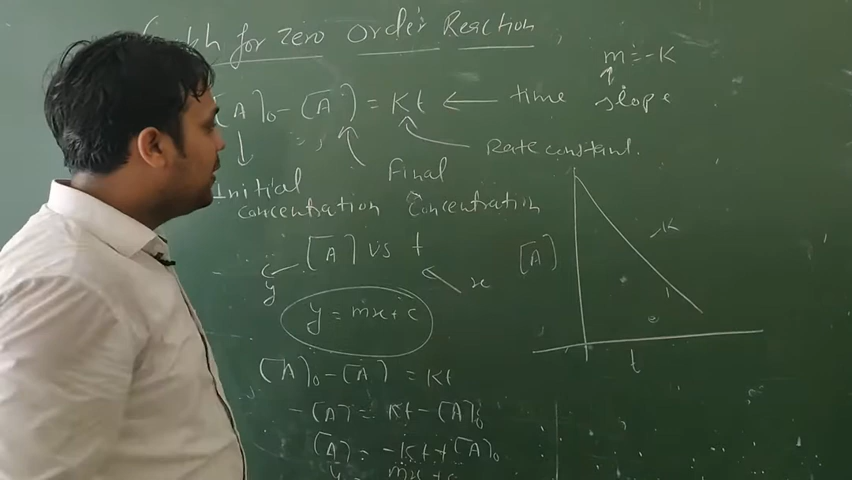 for zero order Reaction
m = -K
[A]0 - [A] = Kt ← time slope
Rate constant.
Initial Final
concentration Concentration
[A] vs t
y x
y = mx + c
[A]0 - [A] = Kt
-[A] = Kt - [A]0
[A] = -Kt + [A]0
y = mx + c
-K
[A]
t